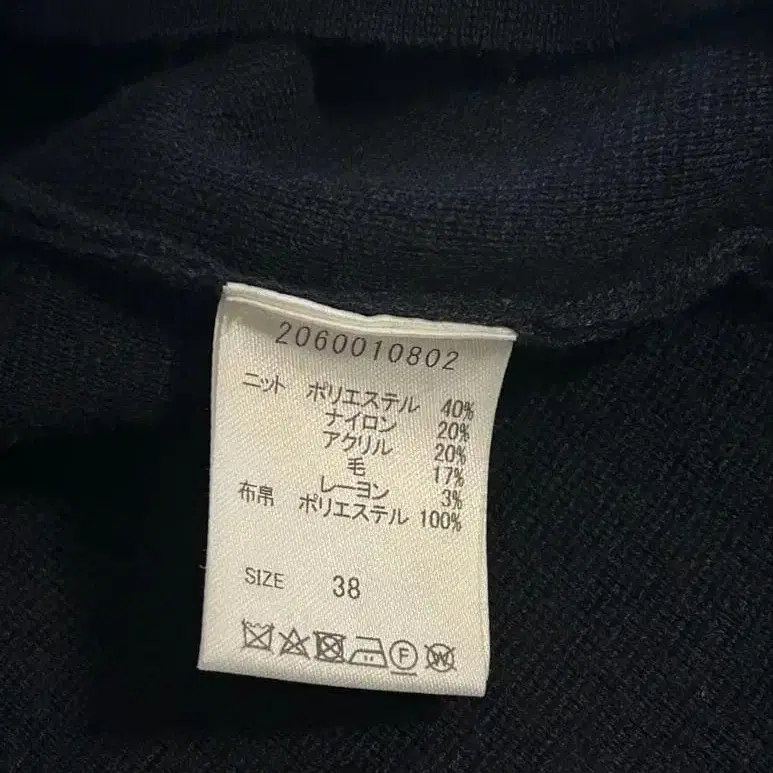 2060010802
ニット ポリエステル 40%
ナイロン 20%
アクリル 20%
毛 17%
レーヨン 3%
布帛 ポリエステル 100%
SIZE 38
F W